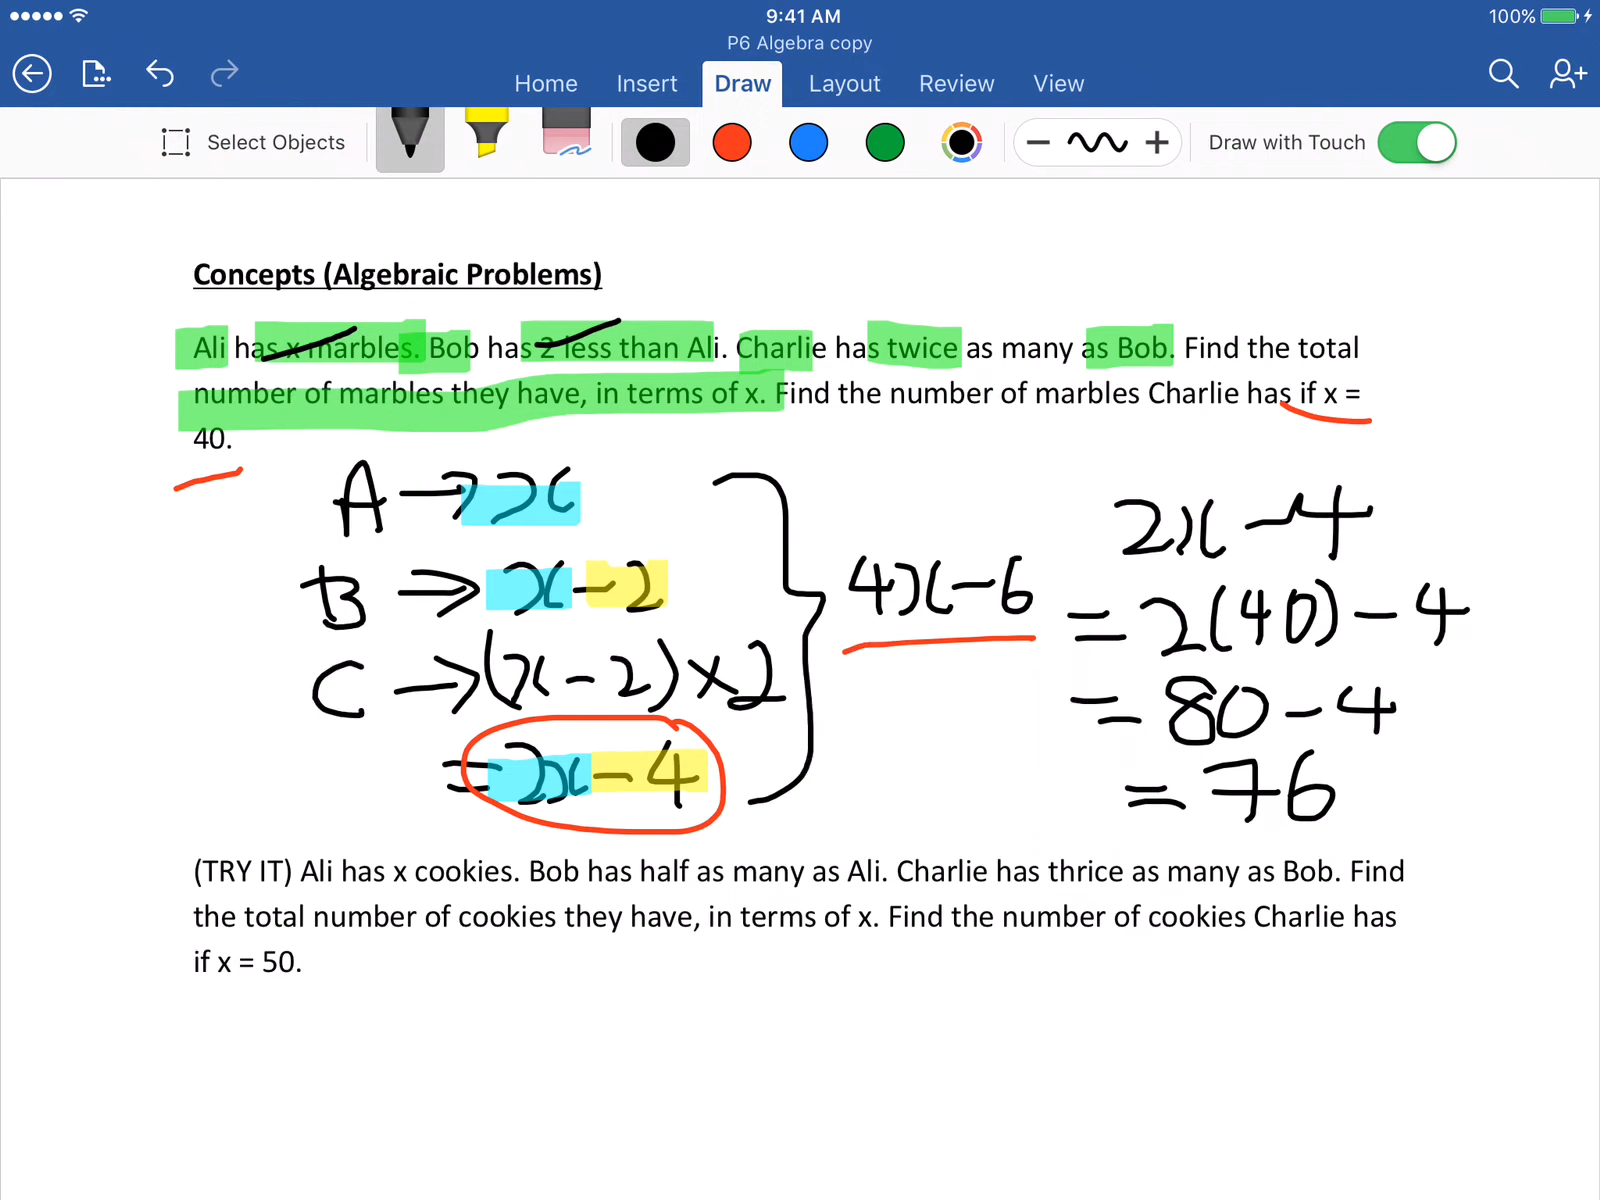 9:41 AM
100%
P6 Algebra copy
Home Insert Draw Layout Review View
Select Objects
Draw with Touch
Concepts (Algebraic Problems)
Ali has x marbles. Bob has 2 less than Ali. Charlie has twice as many as Bob. Find the total
number of marbles they have, in terms of x. Find the number of marbles Charlie has if x =
40.
A → x
B ⇒ x - 2
C → (x - 2) × 2
= 2x - 4
4x - 6
2x - 4
= 2(40) - 4
= 80 - 4
= 76
(TRY IT) Ali has x cookies. Bob has half as many as Ali. Charlie has thrice as many as Bob. Find
the total number of cookies they have, in terms of x. Find the number of cookies Charlie has
if x = 50.